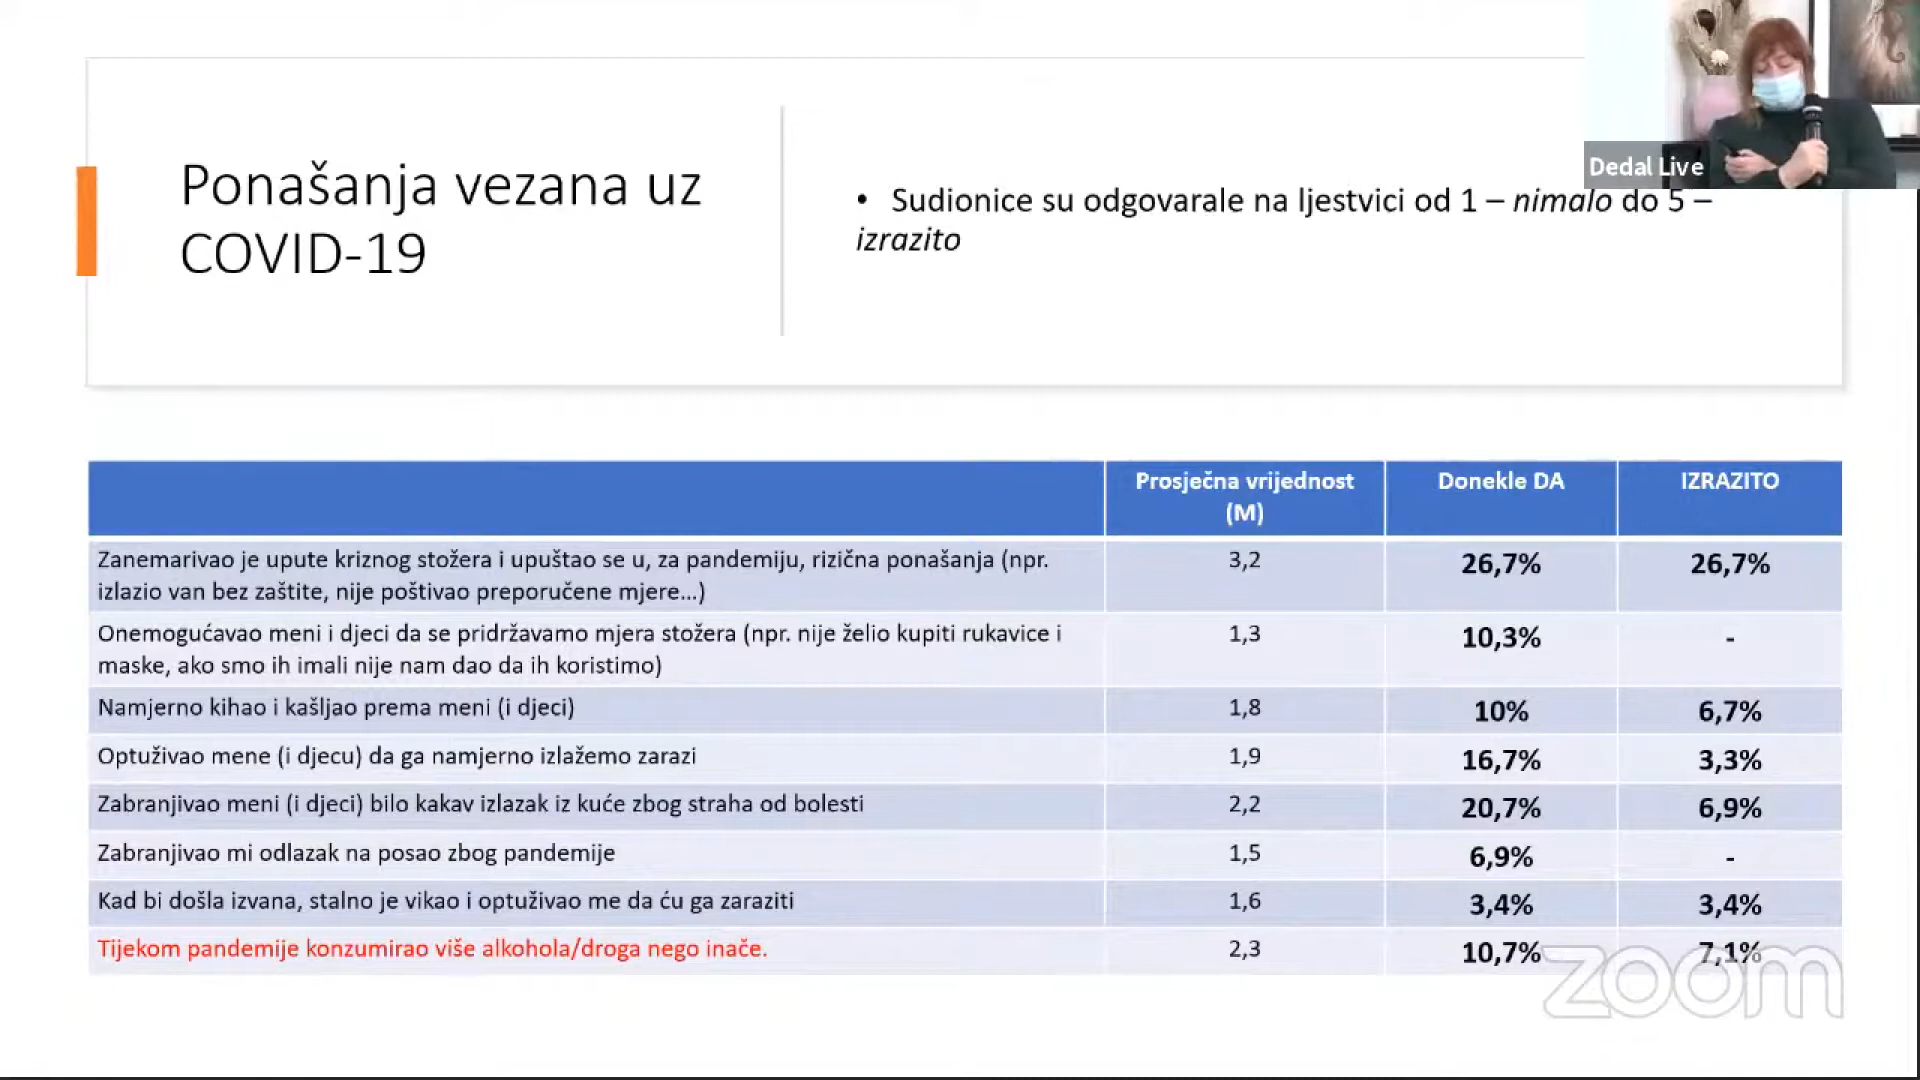 Ponašanja vezana uz
COVID-19
• Sudionice su odgovarale na ljestvici od 1 – nimalo do 5 –
izrazito
Dedal Live
Prosječna vrijednost
(M)
Donekle DA
IZRAZITO
Zanemarivao je upute kriznog stožera i upuštao se u, za pandemiju, rizična ponašanja (npr.
izlazio van bez zaštite, nije poštivao preporučene mjere...)
3,2
26,7%
26,7%
Onemogućavao meni i djeci da se pridržavamo mjera stožera (npr. nije želio kupiti rukavice i
maske, ako smo ih imali nije nam dao da ih koristimo)
1,3
10,3%
-
Namjerno kihao i kašljao prema meni (i djeci)
1,8
10%
6,7%
Optuživao mene (i djecu) da ga namjerno izlažemo zarazi
1,9
16,7%
3,3%
Zabranjivao meni (i djeci) bilo kakav izlazak iz kuće zbog straha od bolesti
2,2
20,7%
6,9%
Zabranjivao mi odlazak na posao zbog pandemije
1,5
6,9%
-
Kad bi došla izvana, stalno je vikao i optuživao me da ću ga zaraziti
1,6
3,4%
3,4%
Tijekom pandemije konzumirao više alkohola/droga nego inače.
2,3
10,7%
7,1%
zoom